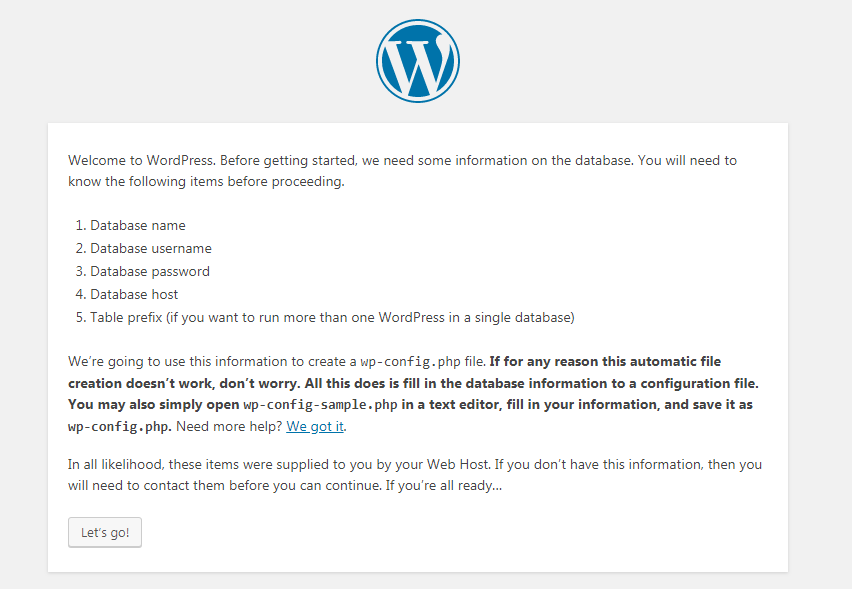 Welcome to WordPress. Before getting started, we need some information on the database. You will need to
know the following items before proceeding.
1. Database name
2. Database username
3. Database password
4. Database host
5. Table prefix (if you want to run more than one WordPress in a single database)
We’re going to use this information to create a wp-config.php file. If for any reason this automatic file
creation doesn’t work, don’t worry. All this does is fill in the database information to a configuration file.
You may also simply open wp-config-sample.php in a text editor, fill in your information, and save it as
wp-config.php. Need more help? We got it.
In all likelihood, these items were supplied to you by your Web Host. If you don’t have this information, then you
will need to contact them before you can continue. If you’re all ready…
Let’s go!